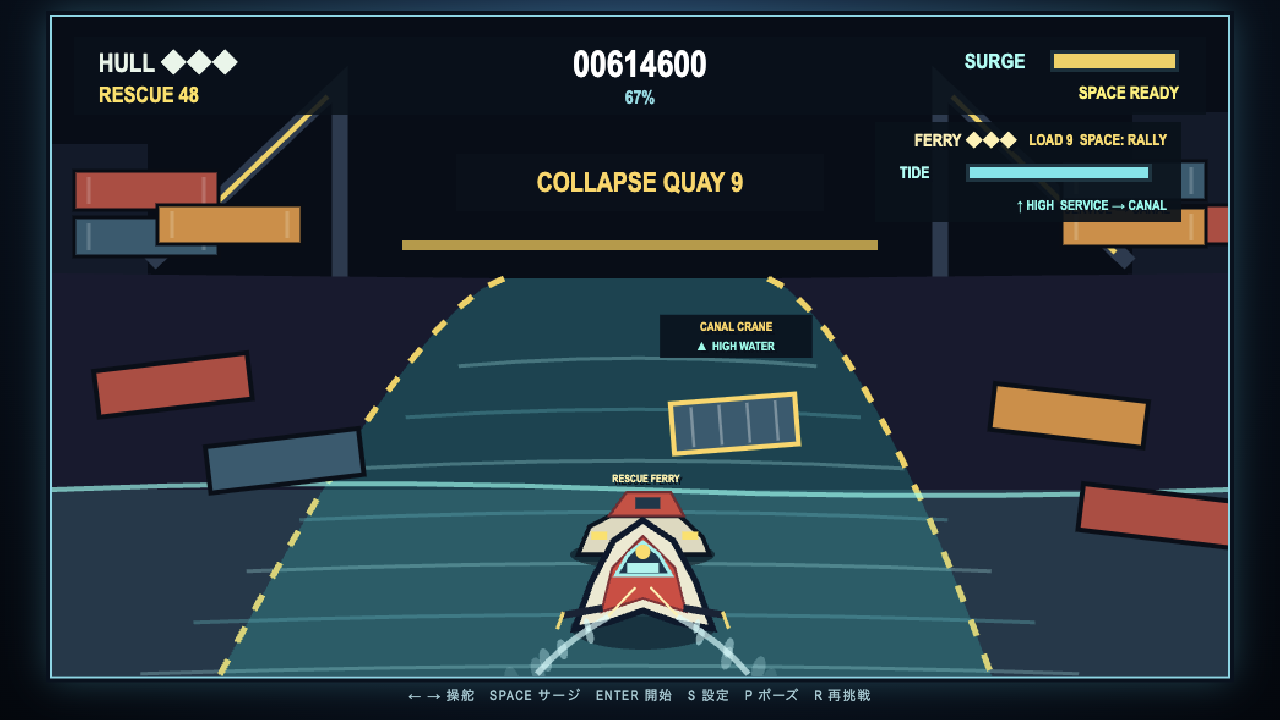 HULL
RESCUE 48
00614600
67%
SURGE
SPACE READY
FERRY LOAD 9 SPACE: RALLY
TIDE
↑ HIGH SERVICE → CANAL
COLLAPSE QUAY 9
CANAL CRANE
▲ HIGH WATER
RESCUE FERRY
← → 操舵 SPACE サージ ENTER 開始 S 設定 P ポーズ R 再挑戦